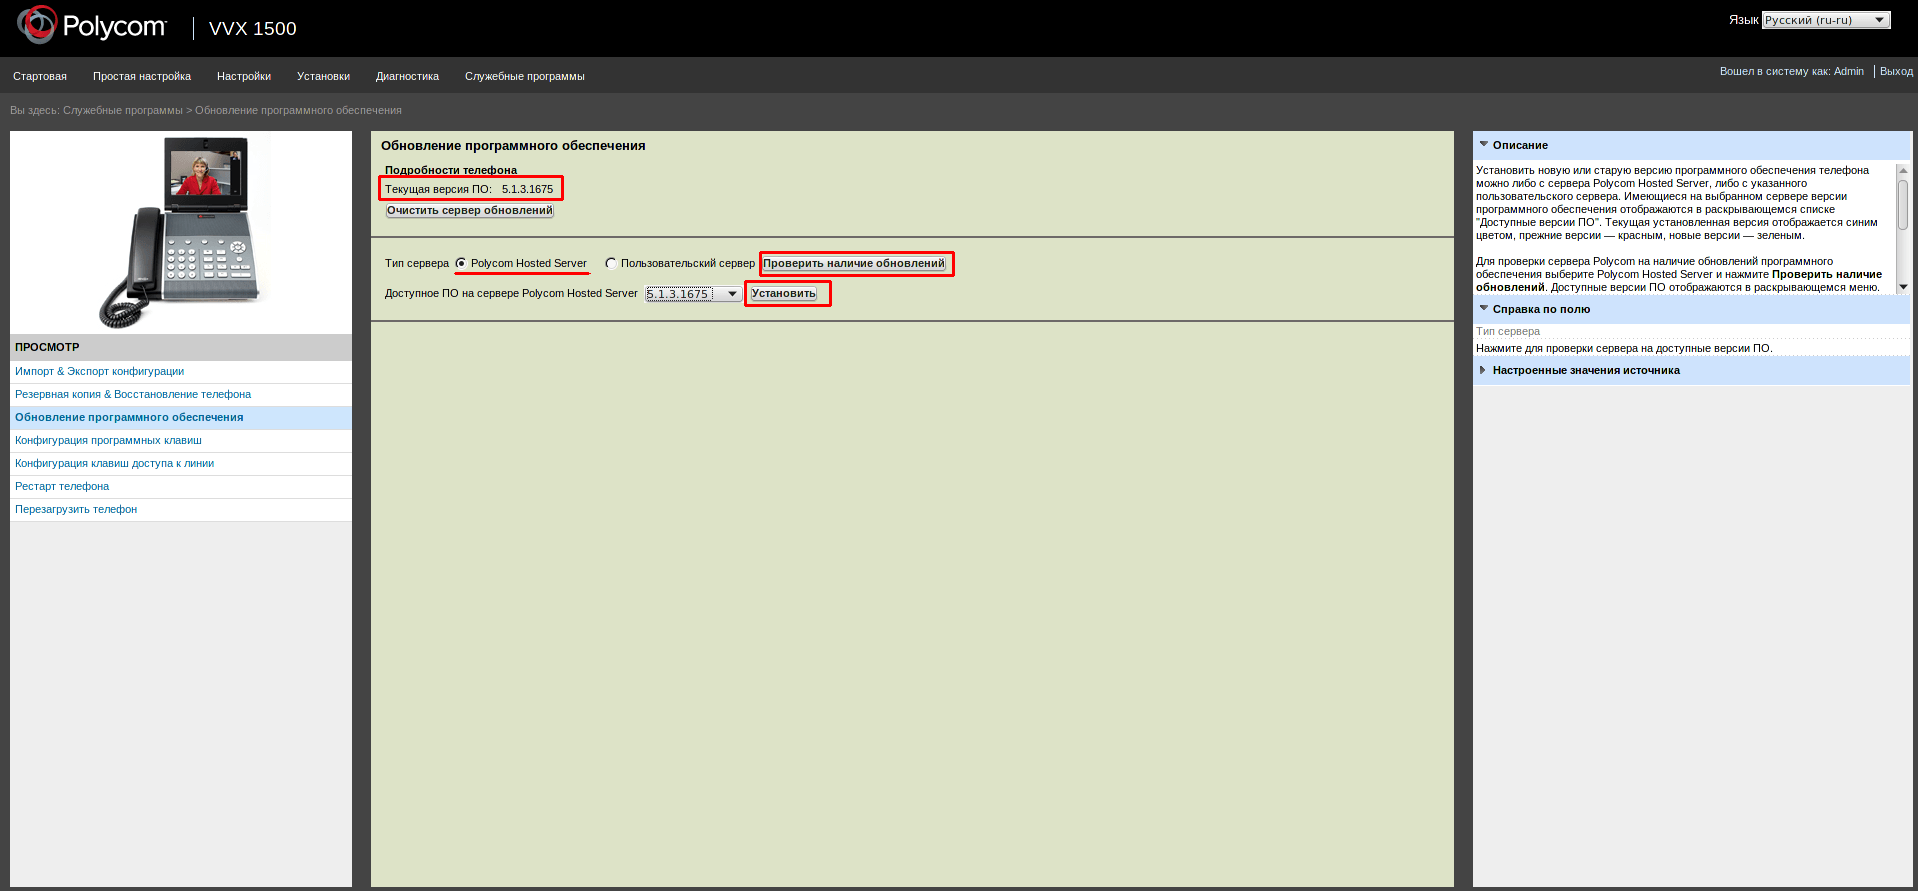 Polycom
VVX 1500
Язык Русский (ru-ru)
Стартовая Простая настройка Настройки Установки Диагностика Служебные программы
Вошел в систему как: Admin Выход
Вы здесь: Служебные программы > Обновление программного обеспечения
ПРОСМОТР
Импорт & Экспорт конфигурации
Резервная копия & Восстановление телефона
Обновление программного обеспечения
Конфигурация программных клавиш
Конфигурация клавиш доступа к линии
Рестарт телефона
Перезагрузить телефон
Обновление программного обеспечения
Подробности телефона
Текущая версия ПО: 5.1.3.1675
Очистить сервер обновлений
Тип сервера Polycom Hosted Server Пользовательский сервер Проверить наличие обновлений
Доступное ПО на сервере Polycom Hosted Server 5.1.3.1675 Установить
Описание
Установить новую или старую версию программного обеспечения телефона
можно либо с сервера Polycom Hosted Server, либо с указанного
пользовательского сервера. Имеющиеся на выбранном сервере версии
программного обеспечения отображаются в раскрывающемся списке
"Доступные версии ПО". Текущая установленная версия отображается синим
цветом, прежние версии — красным, новые версии — зеленым.
Для проверки сервера Polycom на наличие обновлений программного
обеспечения выберите Polycom Hosted Server и нажмите Проверить наличие
обновлений. Доступные версии ПО отображаются в раскрывающемся меню.
Справка по полю
Тип сервера
Нажмите для проверки сервера на доступные версии ПО.
Настроенные значения источника